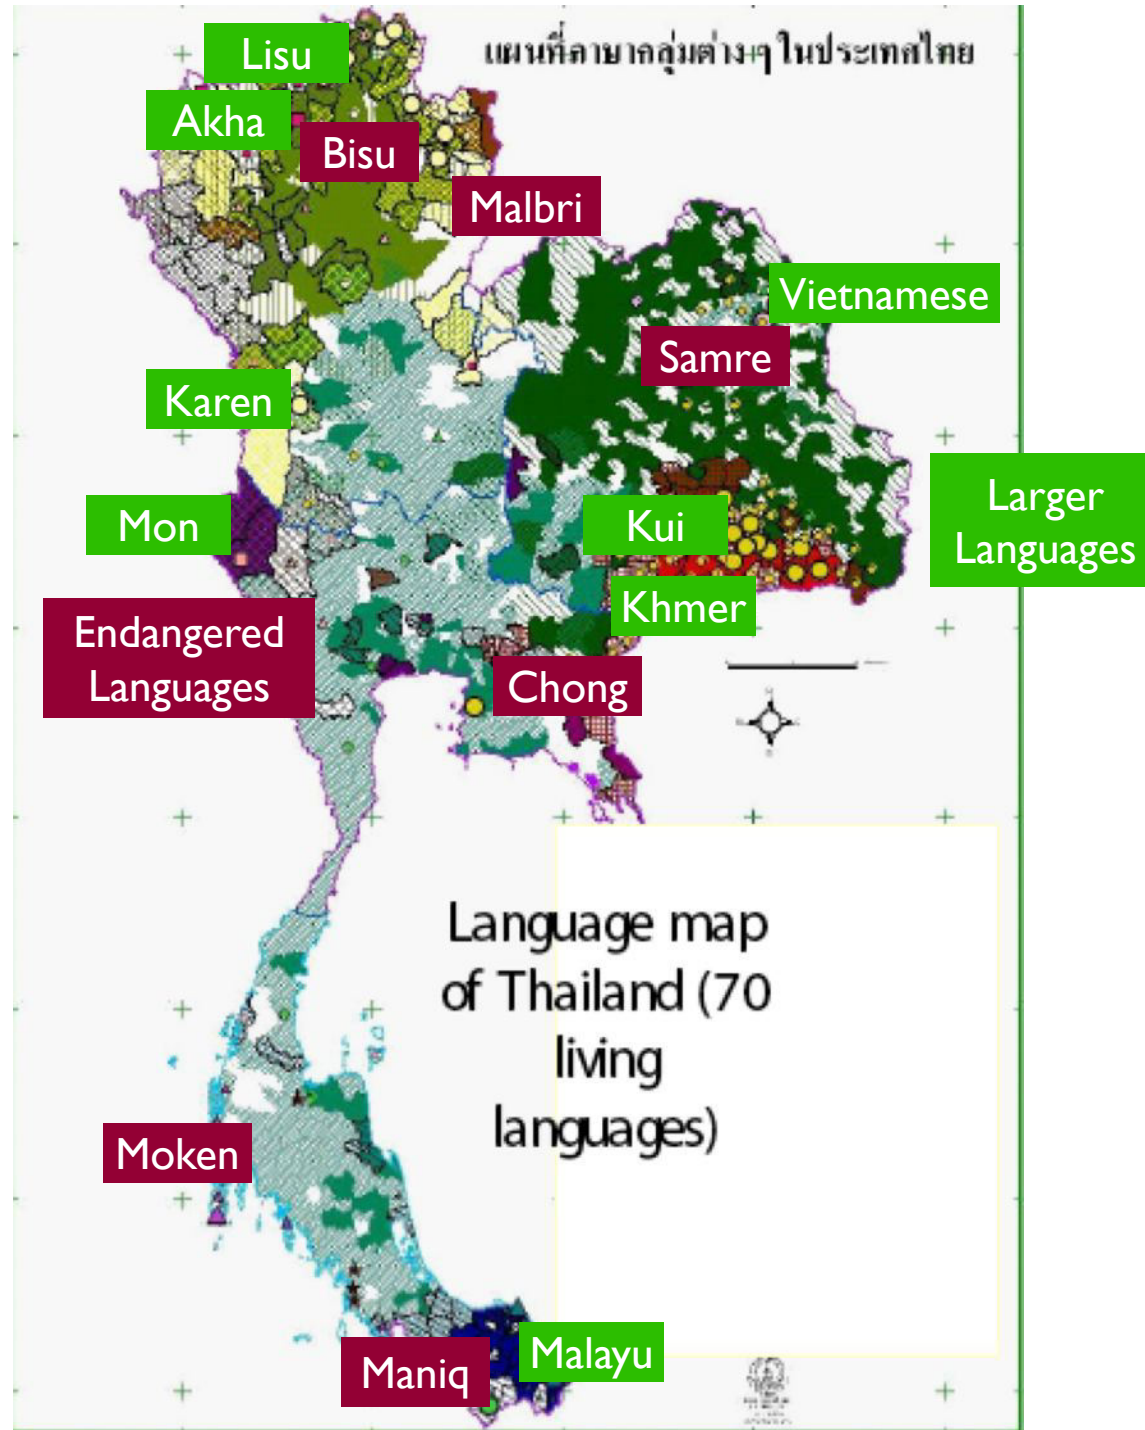 แผนที่ภาษากลุ่มต่าง ๆ ในประเทศไทย
Lisu
Akha
Bisu
Malbri
Vietnamese
Samre
Karen
Larger
Languages
Mon
Kui
Khmer
Endangered
Languages
Chong
Language map
of Thailand (70
living
languages)
Moken
Malayu
Maniq